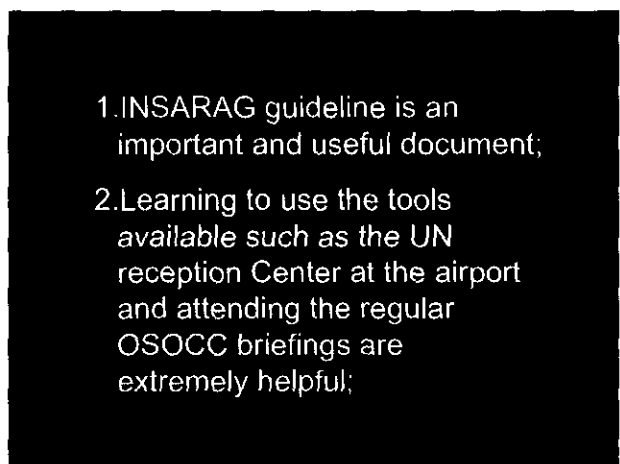 1.INSARAG guideline is an
important and useful document;
2.Learning to use the tools
available such as the UN
reception Center at the airport
and attending the regular
OSOCC briefings are
extremely helpful;